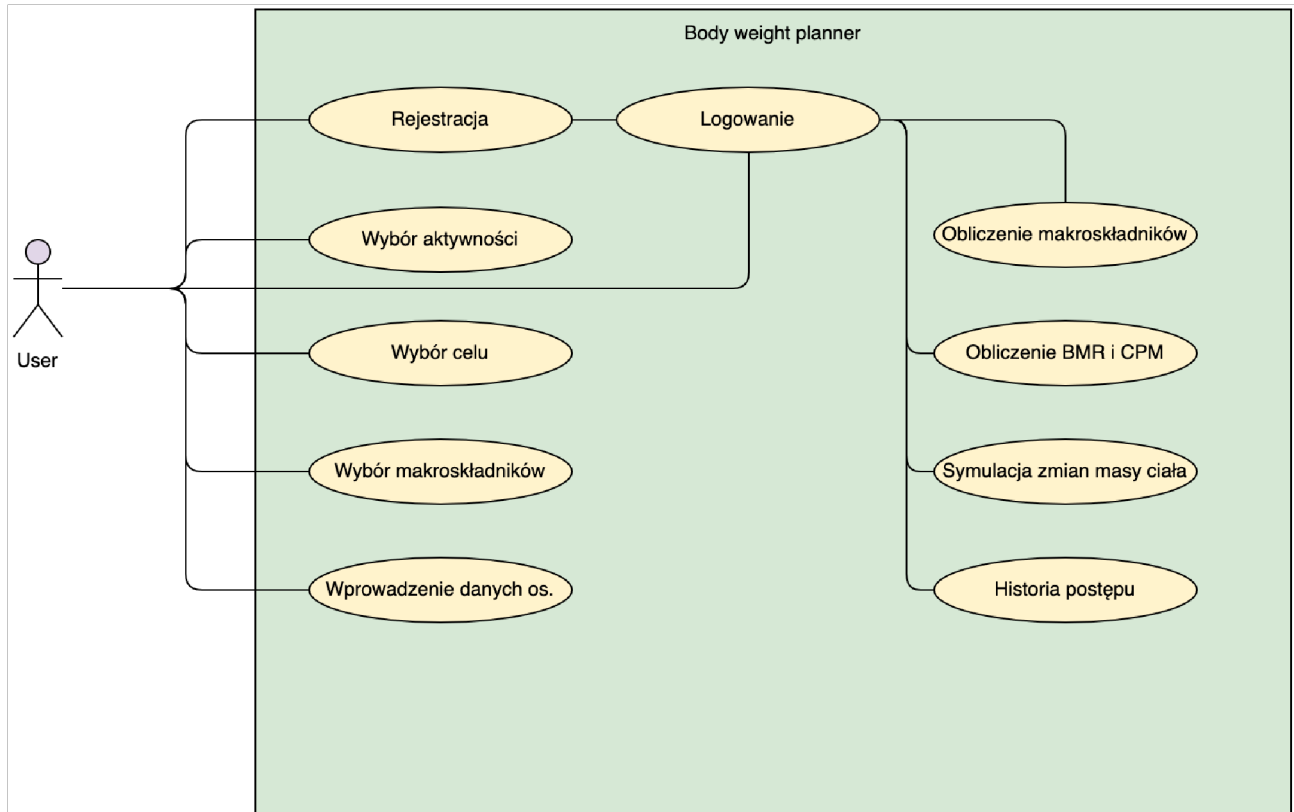 Body weight planner
Rejestracja
Logowanie
Wybór aktywności
Obliczenie makroskładników
User
Wybór celu
Obliczenie BMR i CPM
Wybór makroskładników
Symulacja zmian masy ciała
Wprowadzenie danych os.
Historia postępu